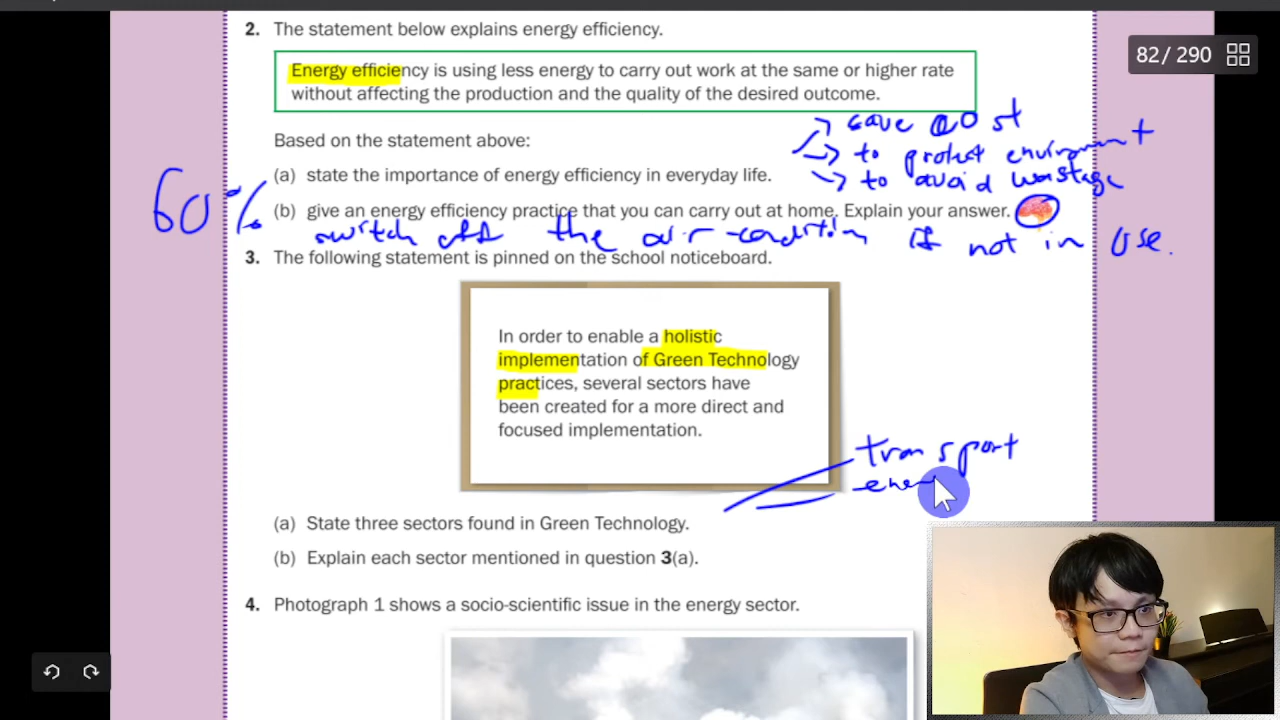 2. The statement below explains energy efficiency.
82 / 290
Energy efficiency is using less energy to carry out work at the same or higher rate
without affecting the production and the quality of the desired outcome.
save cost
Based on the statement above:
to protect environment
(a) state the importance of energy efficiency in everyday life.
to avoid wastage
60%
(b) give an energy efficiency practice that you can carry out at home. Explain your answer.
switch off the air-condition if not in use.
3. The following statement is pinned on the school noticeboard.
In order to enable a holistic
implementation of Green Technology
practices, several sectors have
been created for a more direct and
focused implementation.
transport
ener
(a) State three sectors found in Green Technology.
(b) Explain each sector mentioned in question 3(a).
4. Photograph 1 shows a socio-scientific issue in the energy sector.